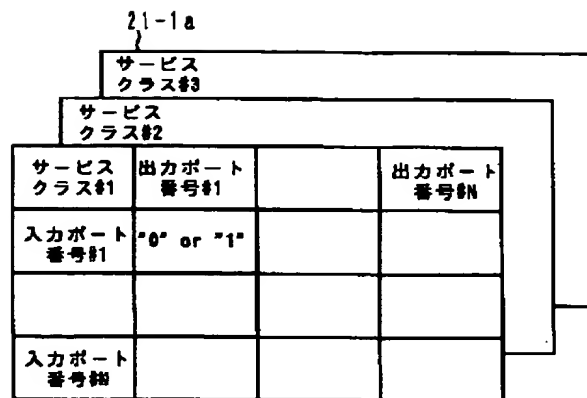 21-1a
サービス
クラス#3
サービス
クラス#2
サービス
クラス#1
出力ポート
番号#1
出力ポート
番号#N
入力ポート
番号#1
"0" or "1"
入力ポート
番号#N